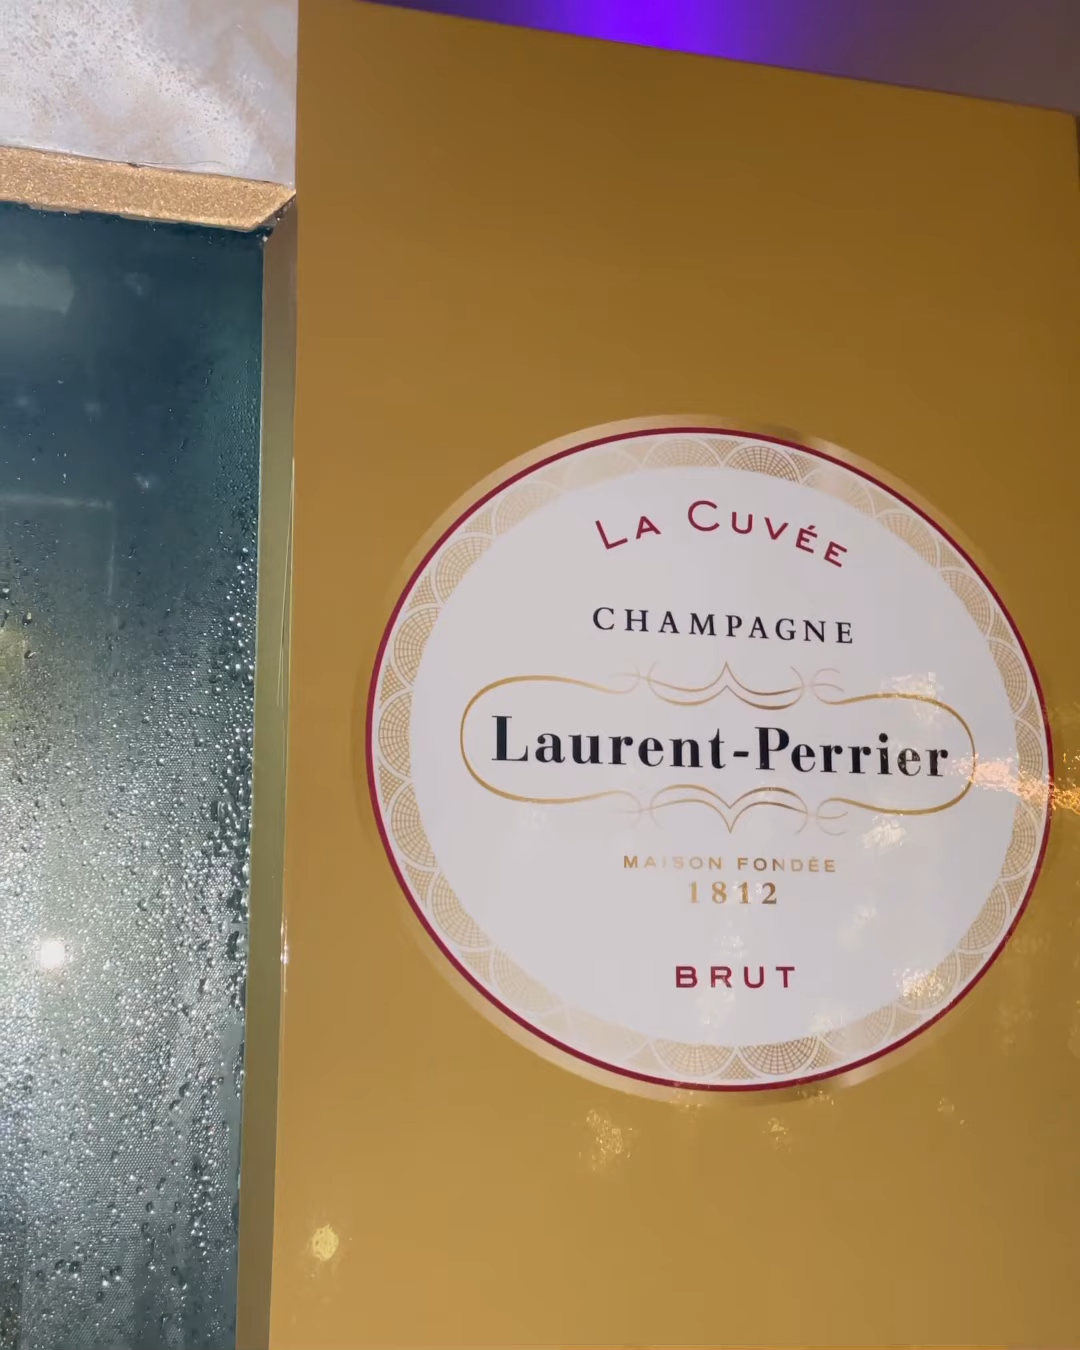 LA CUVÉE
CHAMPAGNE
Laurent-Perrier
MAISON FONDÉE
1812
BRUT